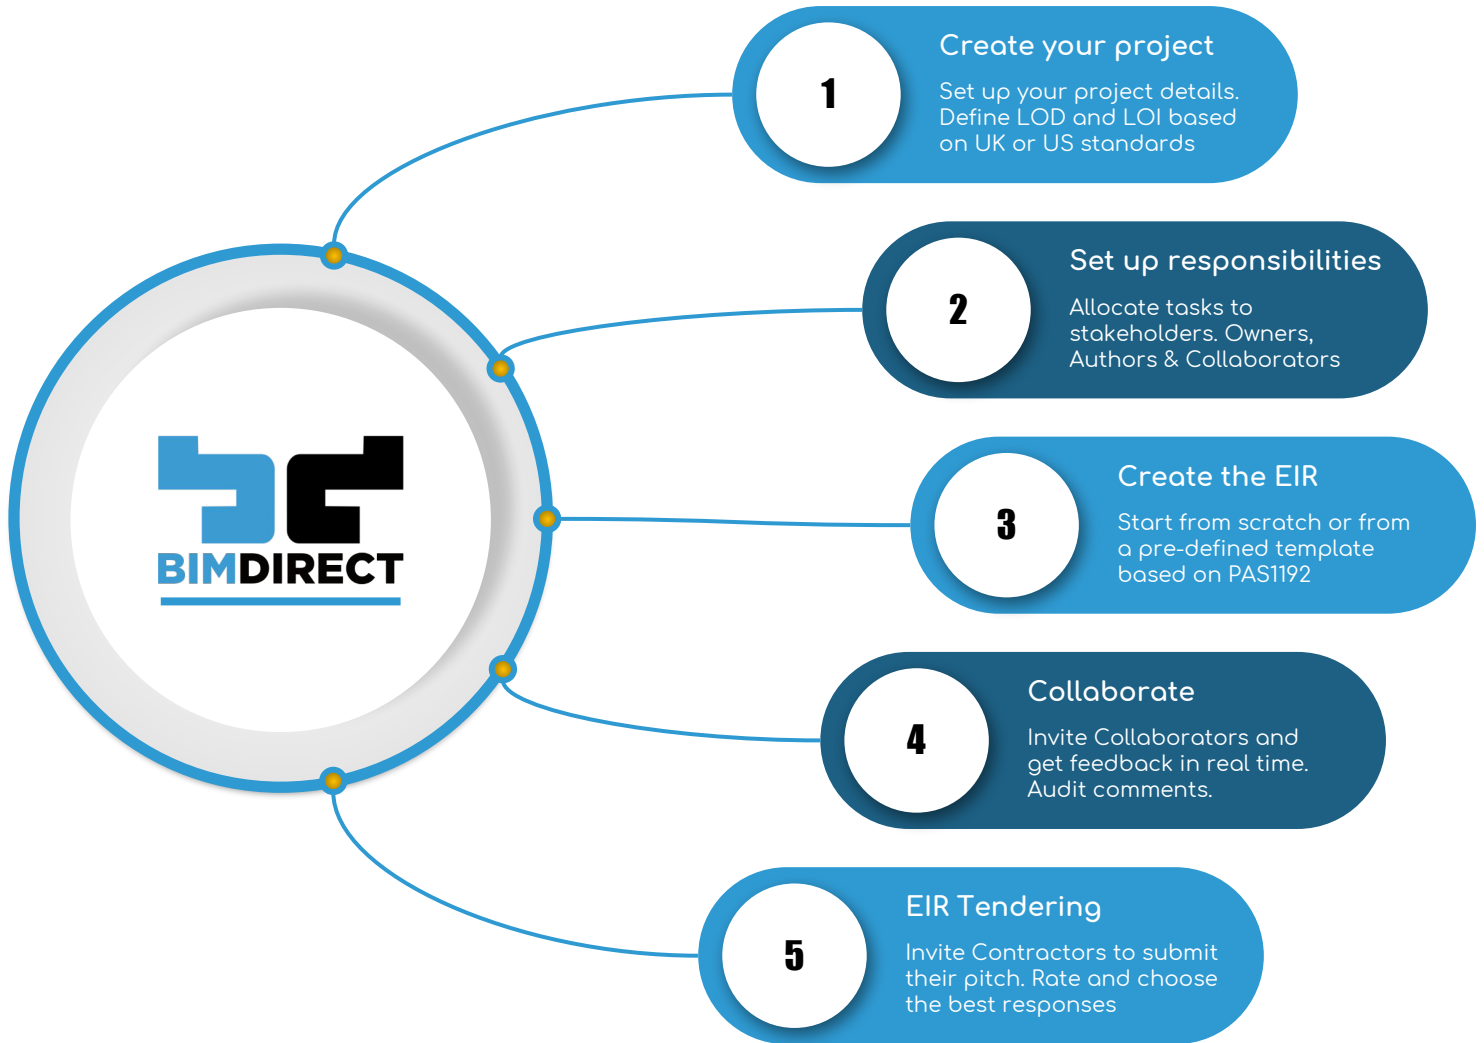 1
Create your project
Set up your project details.
Define LOD and LOI based
on UK or US standards
2
Set up responsibilities
Allocate tasks to
stakeholders. Owners,
Authors & Collaborators
BIMDIRECT
3
Create the EIR
Start from scratch or from
a pre-defined template
based on PAS1192
4
Collaborate
Invite Collaborators and
get feedback in real time.
Audit comments.
5
EIR Tendering
Invite Contractors to submit
their pitch. Rate and choose
the best responses